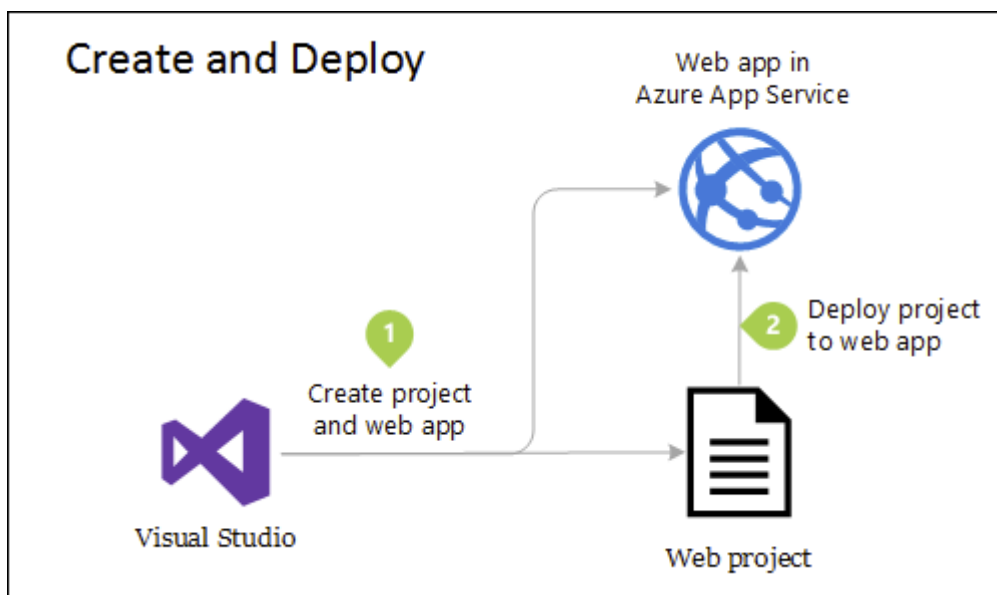 Create and Deploy
Web app in
Azure App Service
1
Create project
and web app
2
Deploy project
to web app
Visual Studio
Web project